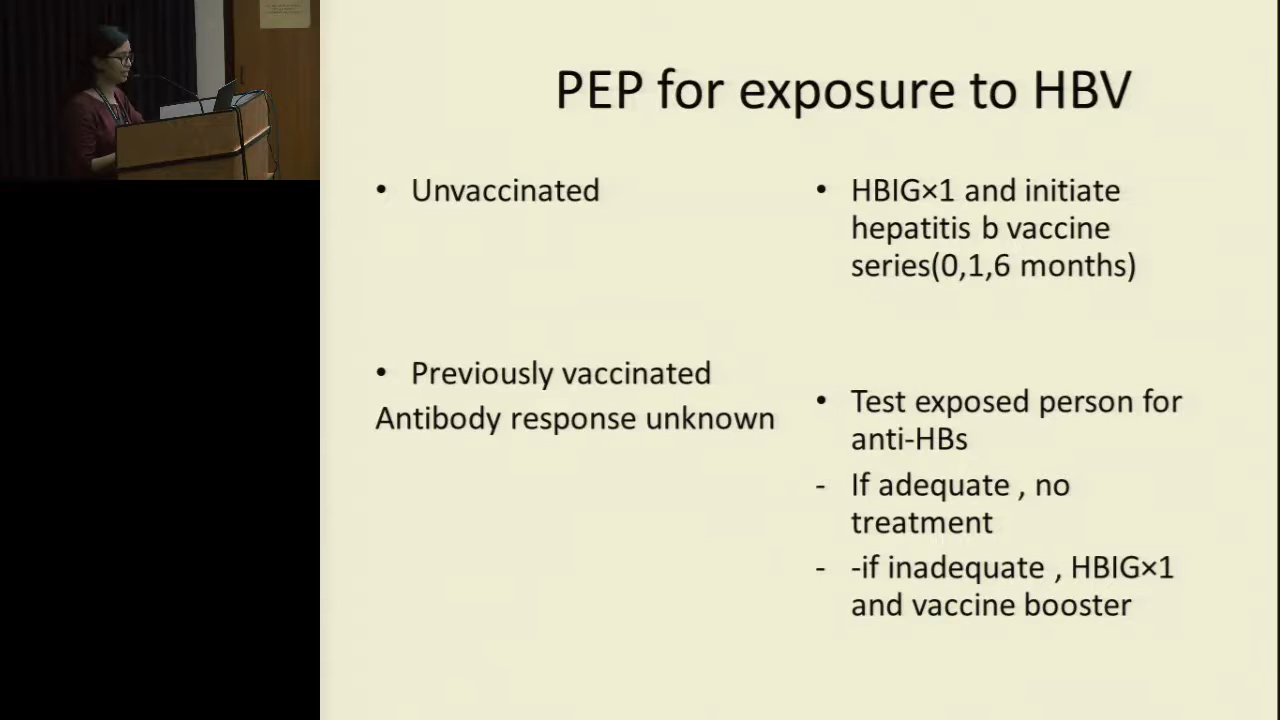 PEP for exposure to HBV
• Unvaccinated
• HBIG×1 and initiate
hepatitis b vaccine
series(0,1,6 months)
• Previously vaccinated
Antibody response unknown
• Test exposed person for
anti-HBs
- If adequate , no
treatment
- -if inadequate , HBIG×1
and vaccine booster